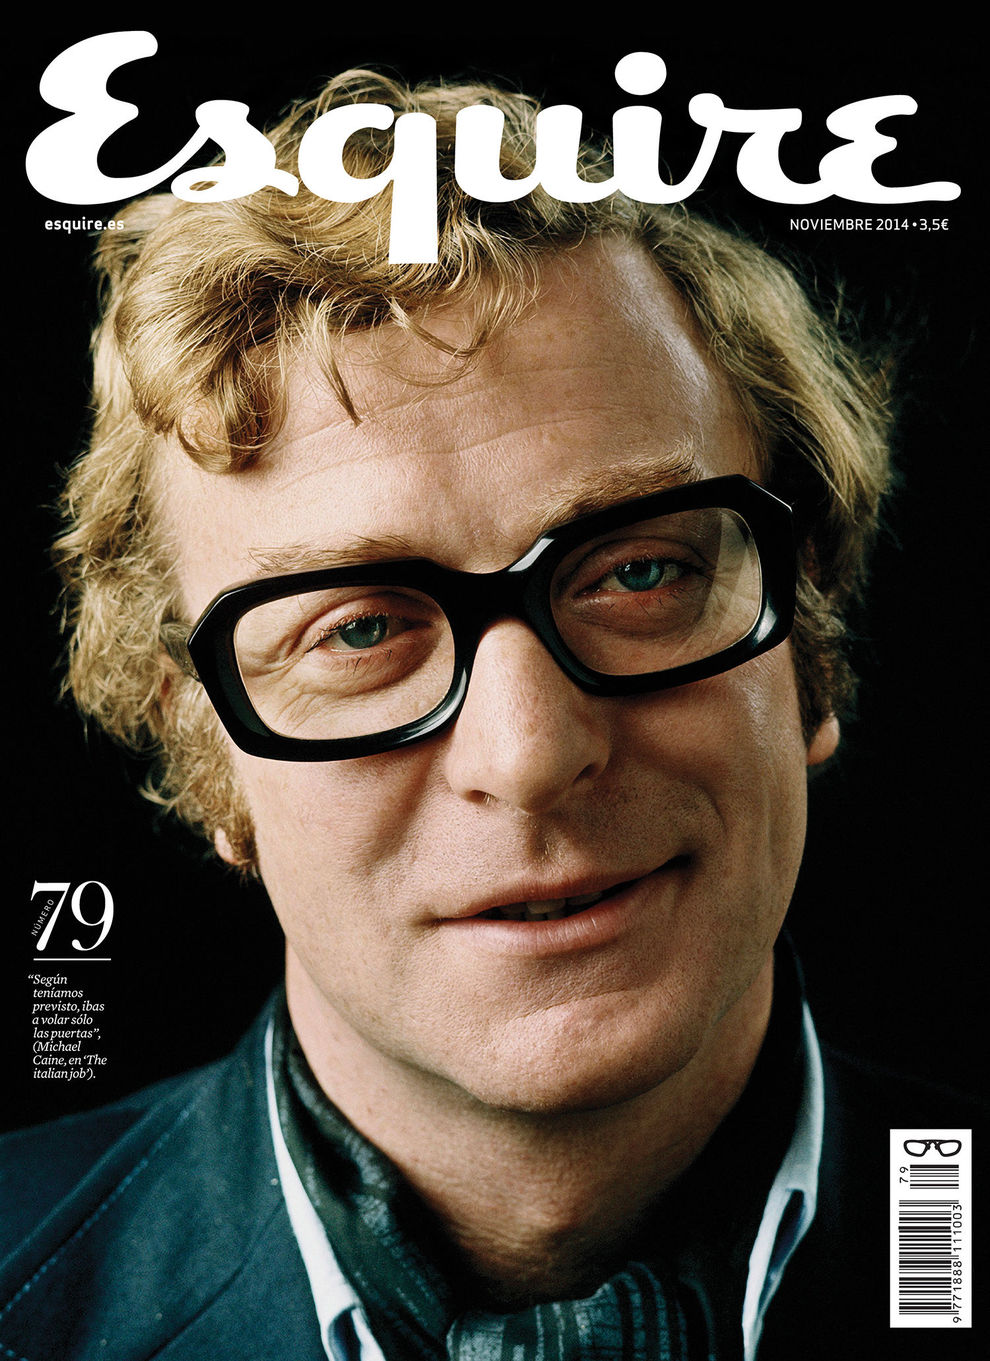 Esquire
esquire.es
NOVIEMBRE 2014 • 3,5€
NÚMERO
79
“Según
teníamos
previsto, ibas
a volar sólo
las puertas”,
(Michael
Caine, en ‘The
italian job’).
79
9 771888 111003